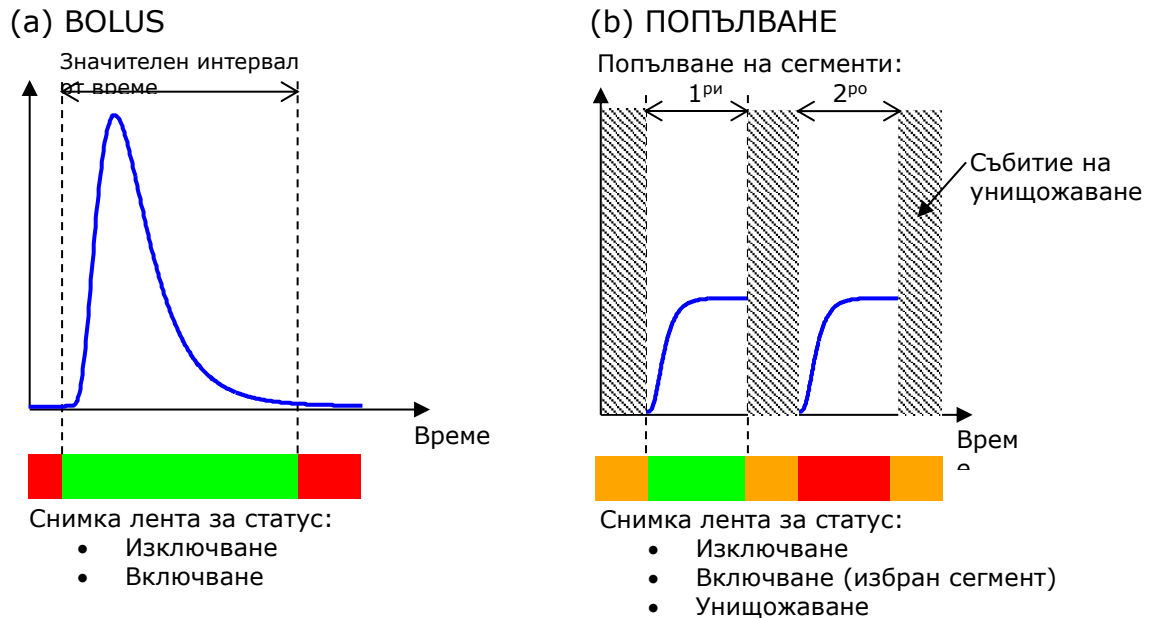 (a) BOLUS
Значителен интервал
от време
Време
Снимка лента за статус:
• Изключване
• Включване
(b) ПОПЪЛВАНЕ
Попълване на сегменти:
1ри 2ро
Събитие на
унищожаване
Врем
е
Снимка лента за статус:
• Изключване
• Включване (избран сегмент)
• Унищожаване